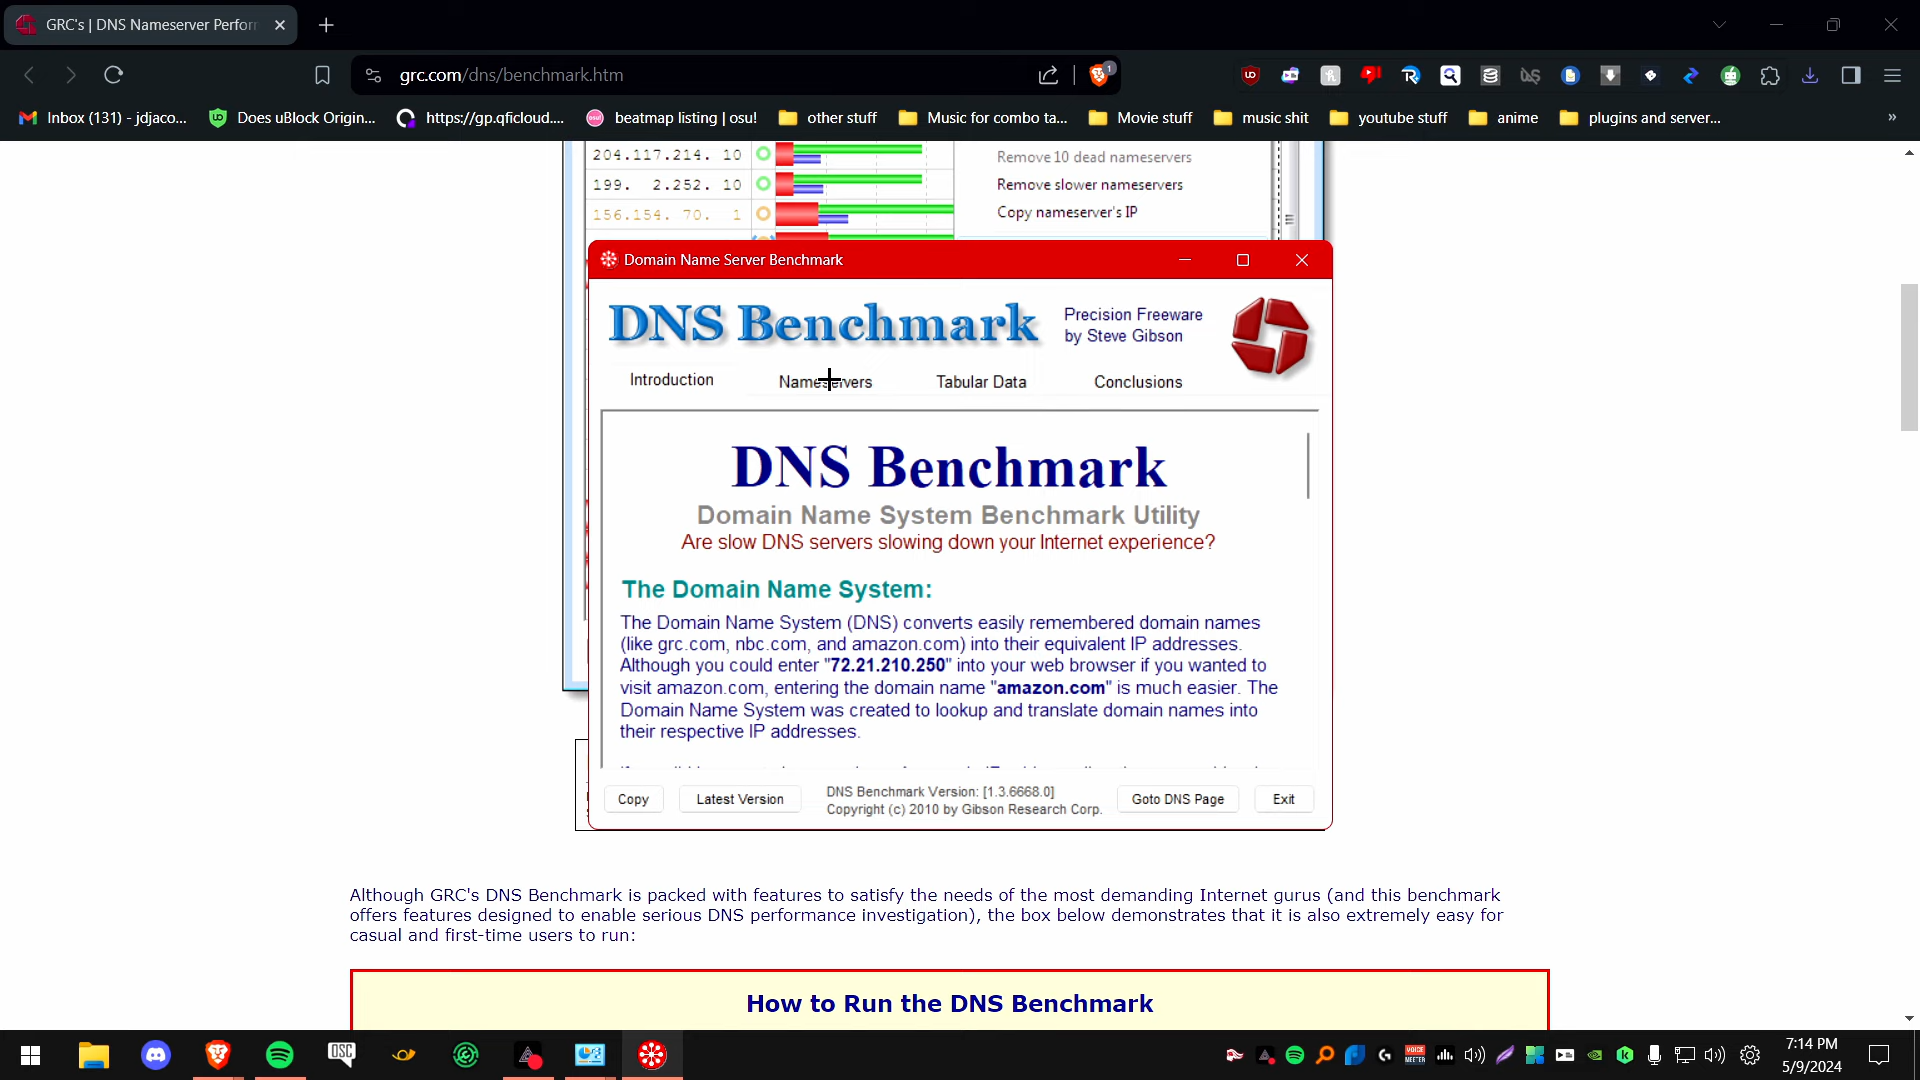 GRC's | DNS Nameserver Perfor
grc.com/dns/benchmark.htm
1
Inbox (131) - jdjaco...
Does uBlock Origin...
https://gp.qficloud....
beatmap listing | osu!
other stuff
Music for combo ta...
Movie stuff
music shit
youtube stuff
anime
plugins and server...
»
204.117.214. 10
Remove 10 dead nameservers
199. 2.252. 10
Remove slower nameservers
156.154. 70. 1
Copy nameserver's IP
Domain Name Server Benchmark
DNS Benchmark
Precision Freeware
by Steve Gibson
Introduction
Nameservers
Tabular Data
Conclusions
DNS Benchmark
Domain Name System Benchmark Utility
Are slow DNS servers slowing down your Internet experience?
The Domain Name System:
The Domain Name System (DNS) converts easily remembered domain names
(like grc.com, nbc.com, and amazon.com) into their equivalent IP addresses.
Although you could enter "72.21.210.250" into your web browser if you wanted to
visit amazon.com, entering the domain name "amazon.com" is much easier. The
Domain Name System was created to lookup and translate domain names into
their respective IP addresses.
Copy
Latest Version
DNS Benchmark Version: [1.3.6668.0]
Copyright (c) 2010 by Gibson Research Corp.
Goto DNS Page
Exit
Although GRC's DNS Benchmark is packed with features to satisfy the needs of the most demanding Internet gurus (and this benchmark
offers features designed to enable serious DNS performance investigation), the box below demonstrates that it is also extremely easy for
casual and first-time users to run:
How to Run the DNS Benchmark
OSC
VOICE
MEETER
7:14 PM
5/9/2024